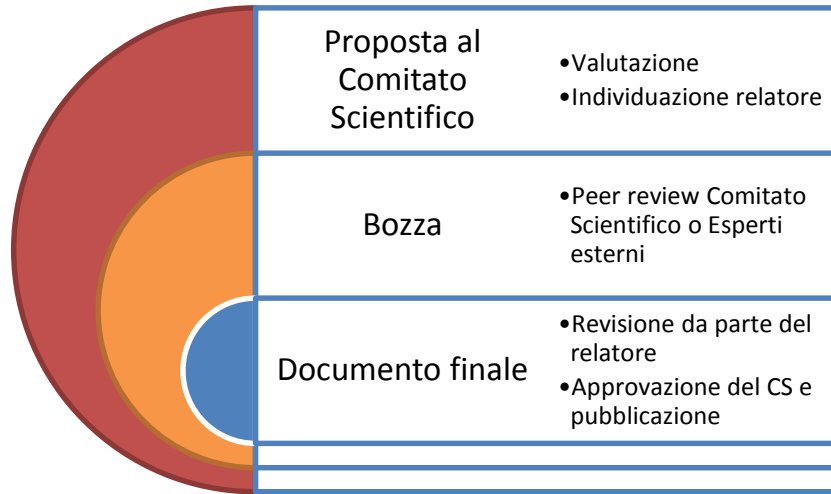 Proposta al
Comitato
Scientifico
•Valutazione
•Individuazione relatore
Bozza
•Peer review Comitato
Scientifico o Esperti
esterni
Documento finale
•Revisione da parte del
relatore
•Approvazione del CS e
pubblicazione